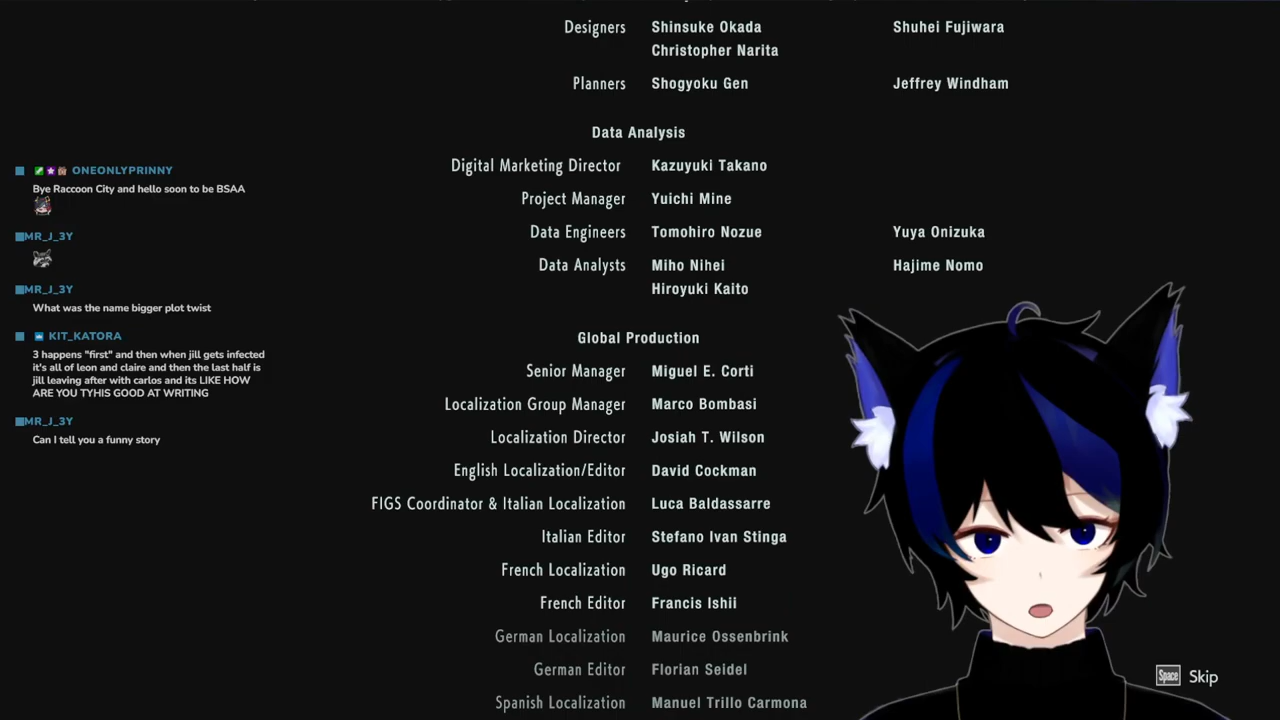 Designers Shinsuke Okada Shuhei Fujiwara
Christopher Narita
Planners Shogyoku Gen Jeffrey Windham
Data Analysis
Digital Marketing Director Kazuyuki Takano
Project Manager Yuichi Mine
Data Engineers Tomohiro Nozue Yuya Onizuka
Data Analysts Miho Nihei Hajime Nomo
Hiroyuki Kaito
Global Production
Senior Manager Miguel E. Corti
Localization Group Manager Marco Bombasi
Localization Director Josiah T. Wilson
English Localization/Editor David Cockman
FIGS Coordinator & Italian Localization Luca Baldassarre
Italian Editor Stefano Ivan Stinga
French Localization Ugo Ricard
French Editor Francis Ishii
German Localization Maurice Ossenbrink
German Editor Florian Seidel
Spanish Localization Manuel Trillo Carmona
ONEONLYPRINNY
Bye Raccoon City and hello soon to be BSAA
MR_J_3Y
MR_J_3Y
What was the name bigger plot twist
KIT_KATORA
3 happens "first" and then when jill gets infected
it's all of leon and claire and then the last half is
jill leaving after with carlos and its LIKE HOW
ARE YOU TYHIS GOOD AT WRITING
MR_J_3Y
Can I tell you a funny story
Space Skip